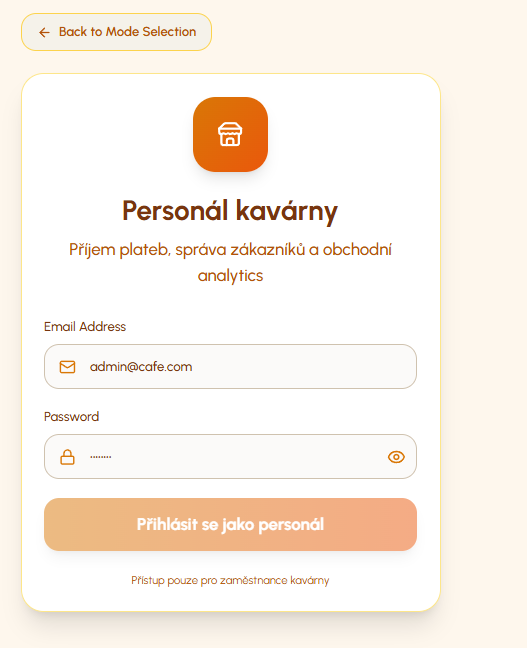 Back to Mode Selection
Personál kavárny
Příjem plateb, správa zákazníků a obchodní
analytics
Email Address
admin@cafe.com
Password
Přihlásit se jako personál
Přístup pouze pro zaměstnance kavárny